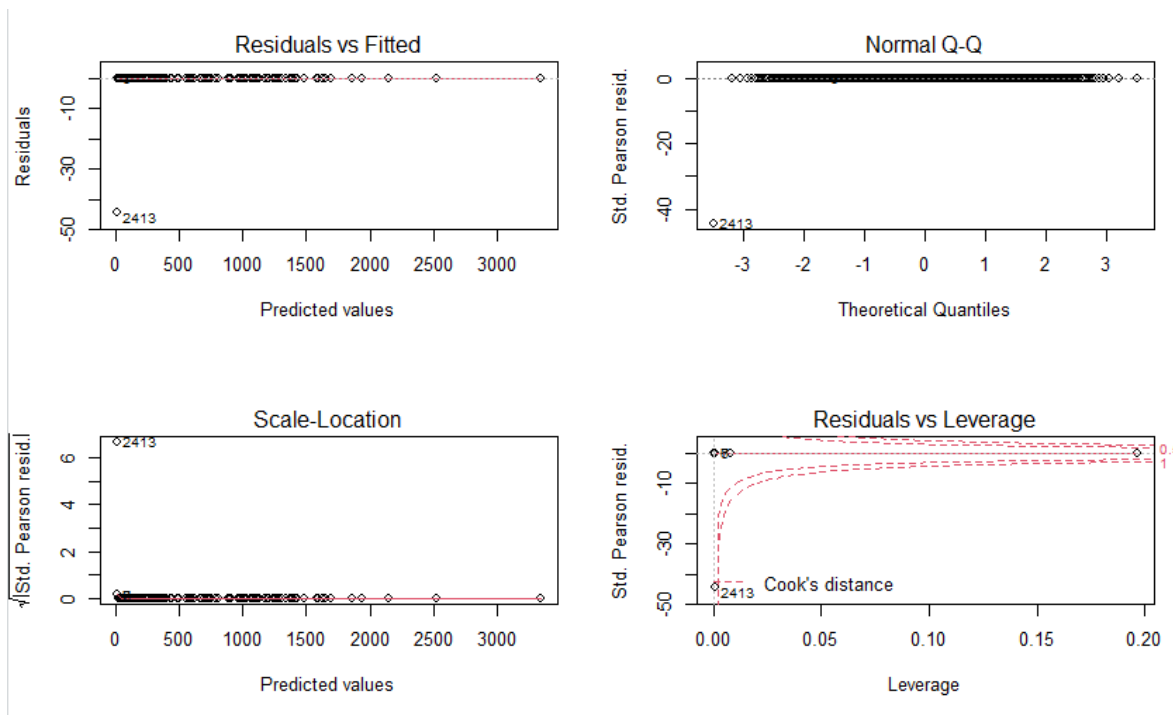 Residuals vs Fitted
Residuals
-10
-30
-50
2413
0 500 1000 1500 2000 2500 3000
Predicted values
Normal Q-Q
Std. Pearson resid.
0
-20
-40
2413
-3 -2 -1 0 1 2 3
Theoretical Quantiles
Scale-Location
√|Std. Pearson resid.|
6
4
2
0
2413
0 500 1000 1500 2000 2500 3000
Predicted values
Residuals vs Leverage
Std. Pearson resid.
-10
-30
-50
1
2413
Cook's distance
0.00 0.05 0.10 0.15 0.20
Leverage